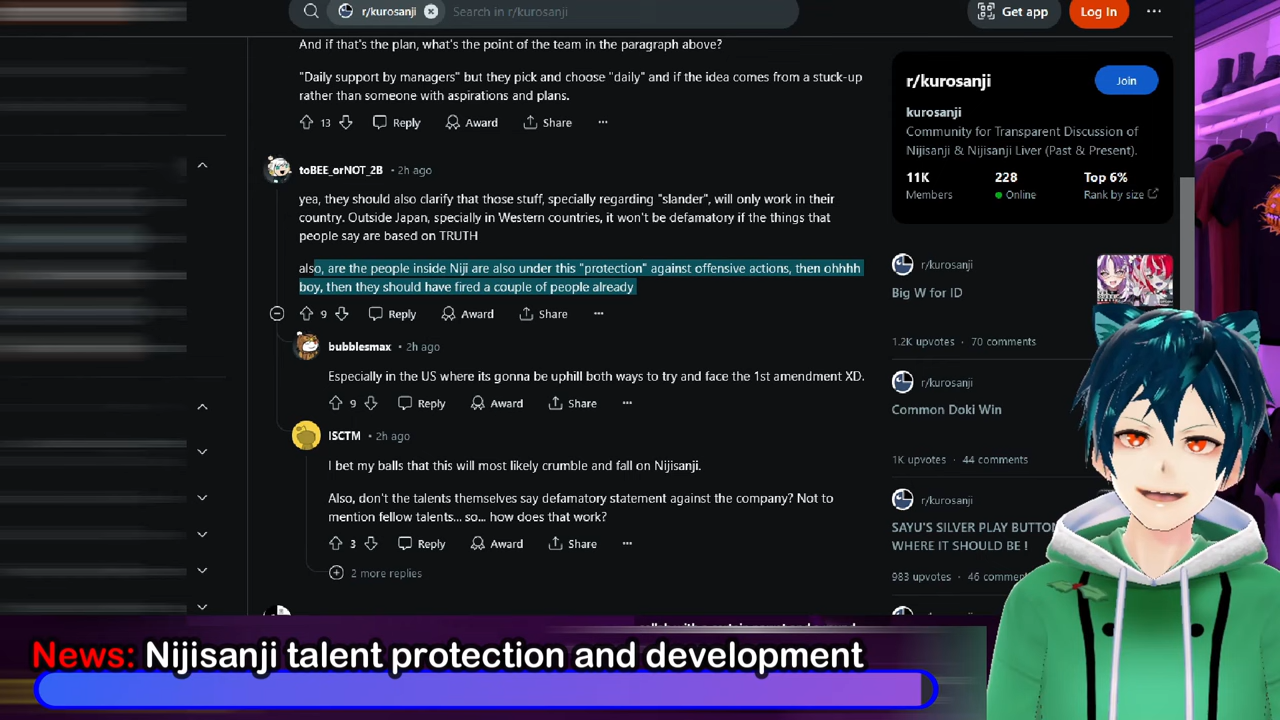 r/kurosanji
Search in r/kurosanji
Get app
Log In
And if that's the plan, what's the point of the team in the paragraph above?
"Daily support by managers" but they pick and choose "daily" and if the idea comes from a stuck-up
rather than someone with aspirations and plans.
13
Reply
Award
Share
toBEE_orNOT_2B • 2h ago
yea, they should also clarify that those stuff, specially regarding "slander", will only work in their
country. Outside Japan, specially in Western countries, it won't be defamatory if the things that
people say are based on TRUTH
also, are the people inside Niji are also under this "protection" against offensive actions, then ohhhh
boy, then they should have fired a couple of people already
9
Reply
Award
Share
bubblesmax • 2h ago
Especially in the US where its gonna be uphill both ways to try and face the 1st amendment XD.
9
Reply
Award
Share
ISCTM • 2h ago
I bet my balls that this will most likely crumble and fall on Nijisanji.
Also, don't the talents themselves say defamatory statement against the company? Not to
mention fellow talents... so... how does that work?
3
Reply
Award
Share
2 more replies
r/kurosanji
Join
kurosanji
Community for Transparent Discussion of
Nijisanji & Nijisanji Liver (Past & Present).
11K
228
Top 6%
Members
Online
Rank by size
r/kurosanji
Big W for ID
1.2K upvotes • 70 comments
r/kurosanji
Common Doki Win
1K upvotes • 44 comments
r/kurosanji
SAYU'S SILVER PLAY BUTTO
WHERE IT SHOULD BE !
983 upvotes • 46 commen
News: Nijisanji talent protection and development